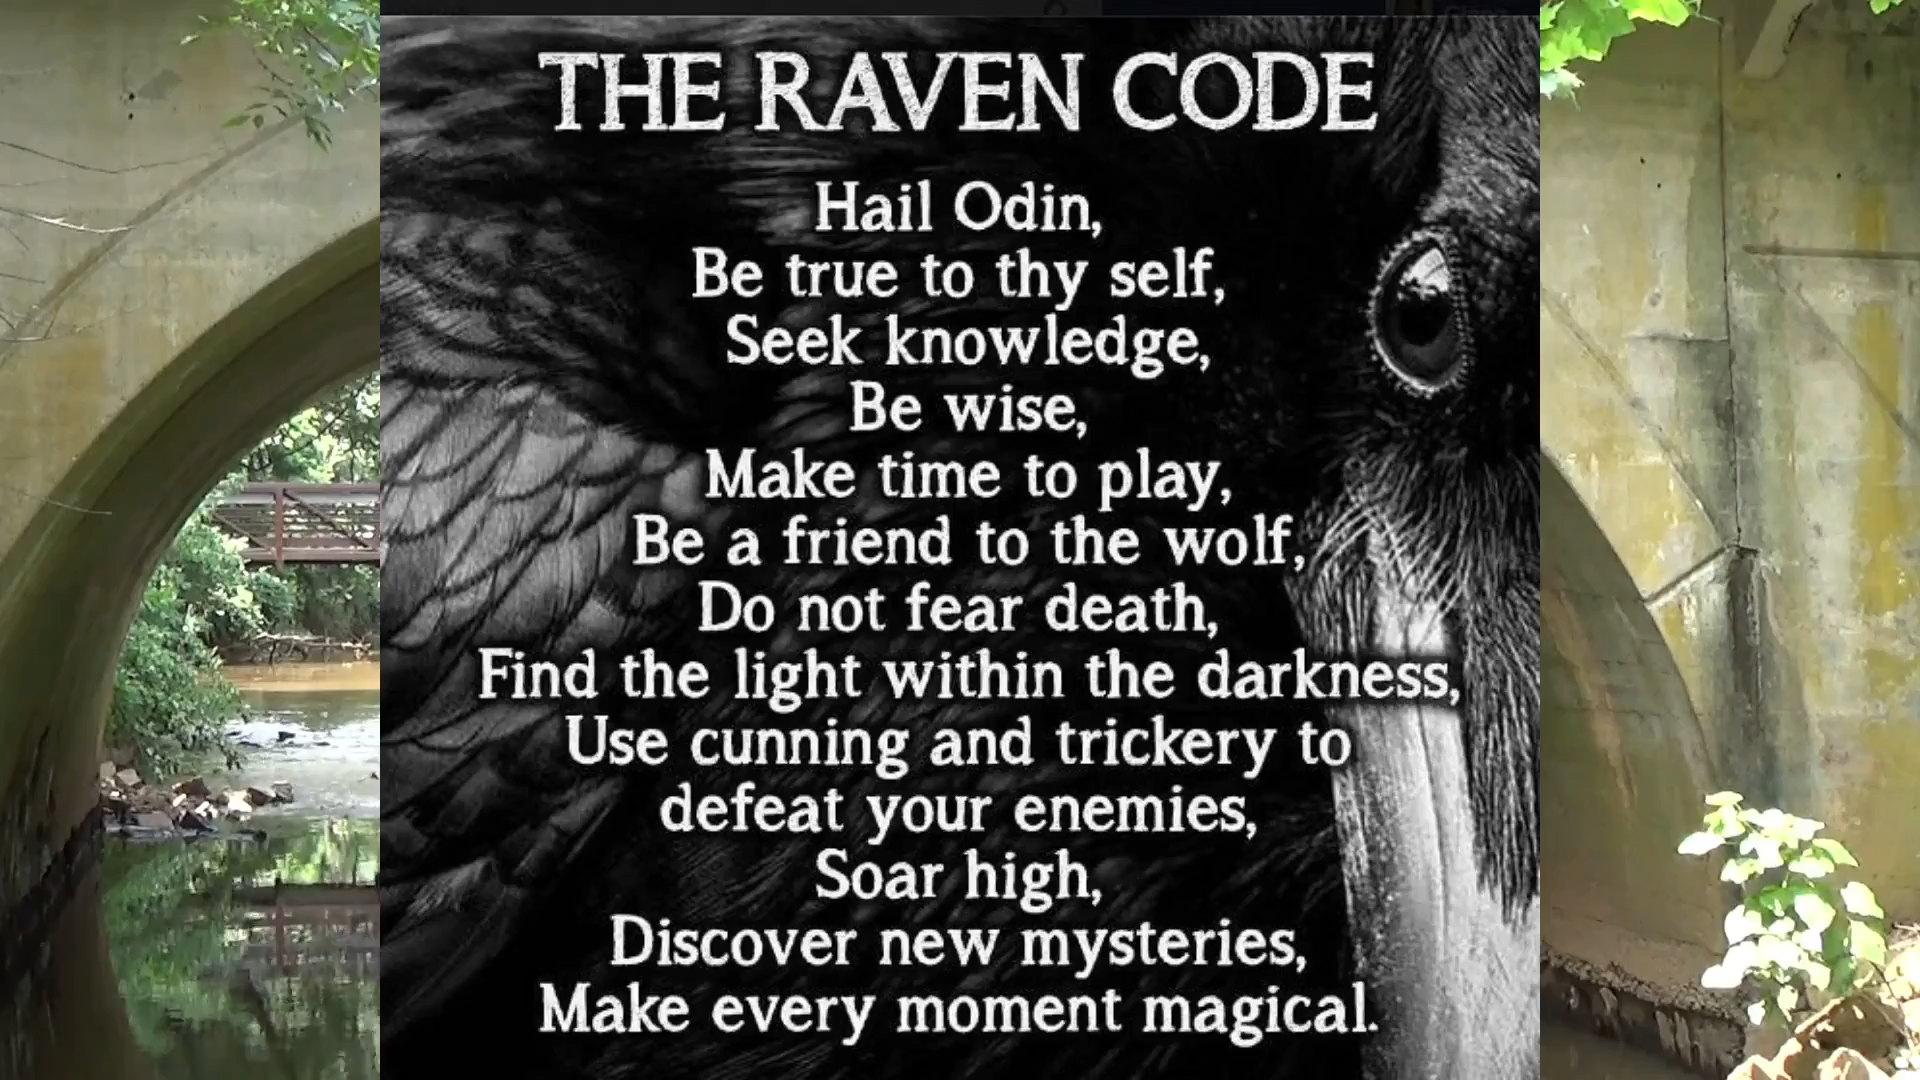 THE RAVEN CODE
Hail Odin,
Be true to thy self,
Seek knowledge,
Be wise,
Make time to play,
Be a friend to the wolf,
Do not fear death,
Find the light within the darkness,
Use cunning and trickery to
defeat your enemies,
Soar high,
Discover new mysteries,
Make every moment magical.